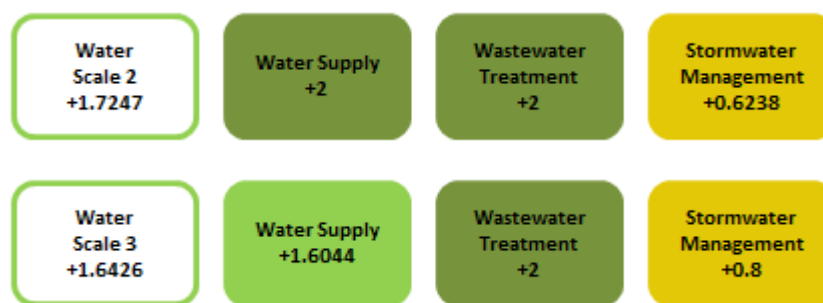 Water
Scale 2
+1.7247
Water Supply
+2
Wastewater
Treatment
+2
Stormwater
Management
+0.6238
Water
Scale 3
+1.6426
Water Supply
+1.6044
Wastewater
Treatment
+2
Stormwater
Management
+0.8